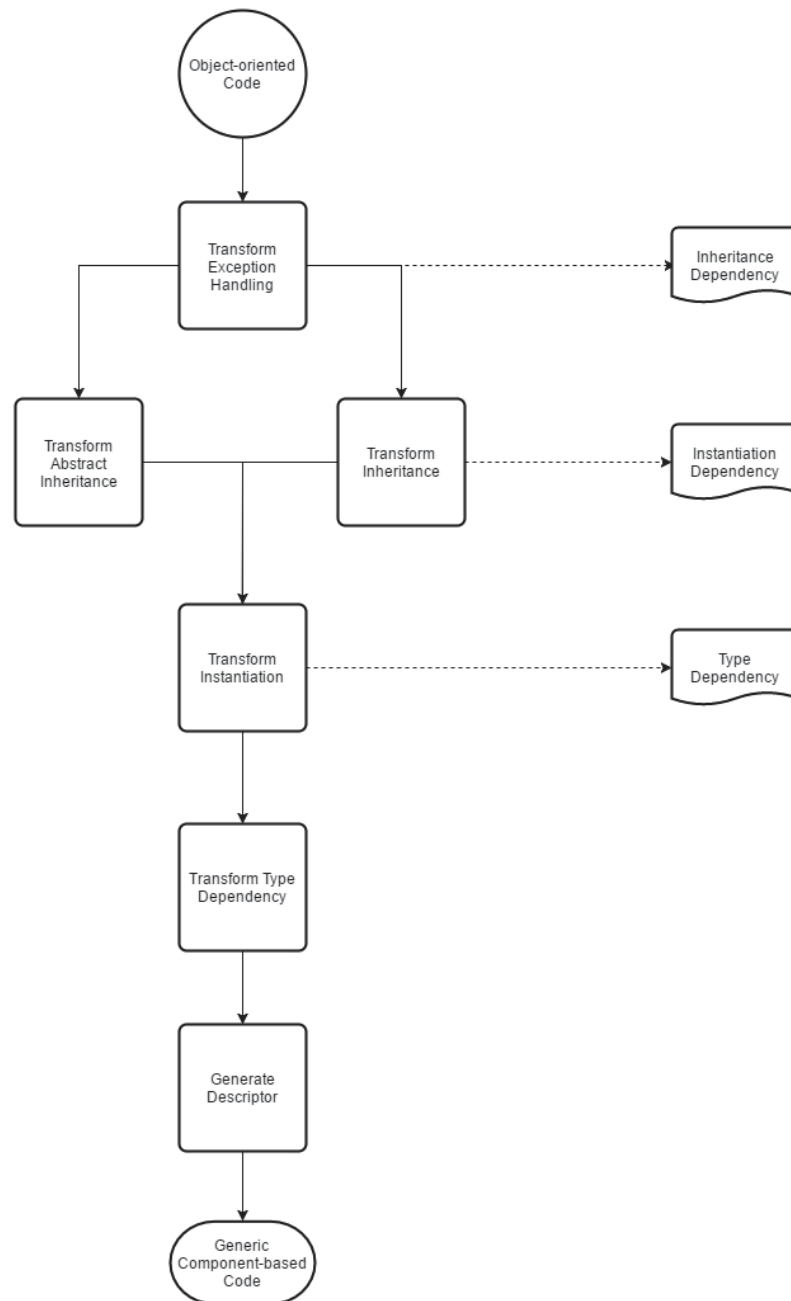 Object-oriented
Code
Transform
Exception
Handling
Inheritance
Dependency
Transform
Abstract
Inheritance
Transform
Inheritance
Instantiation
Dependency
Transform
Instantiation
Type
Dependency
Transform Type
Dependency
Generate
Descriptor
Generic
Component-based
Code